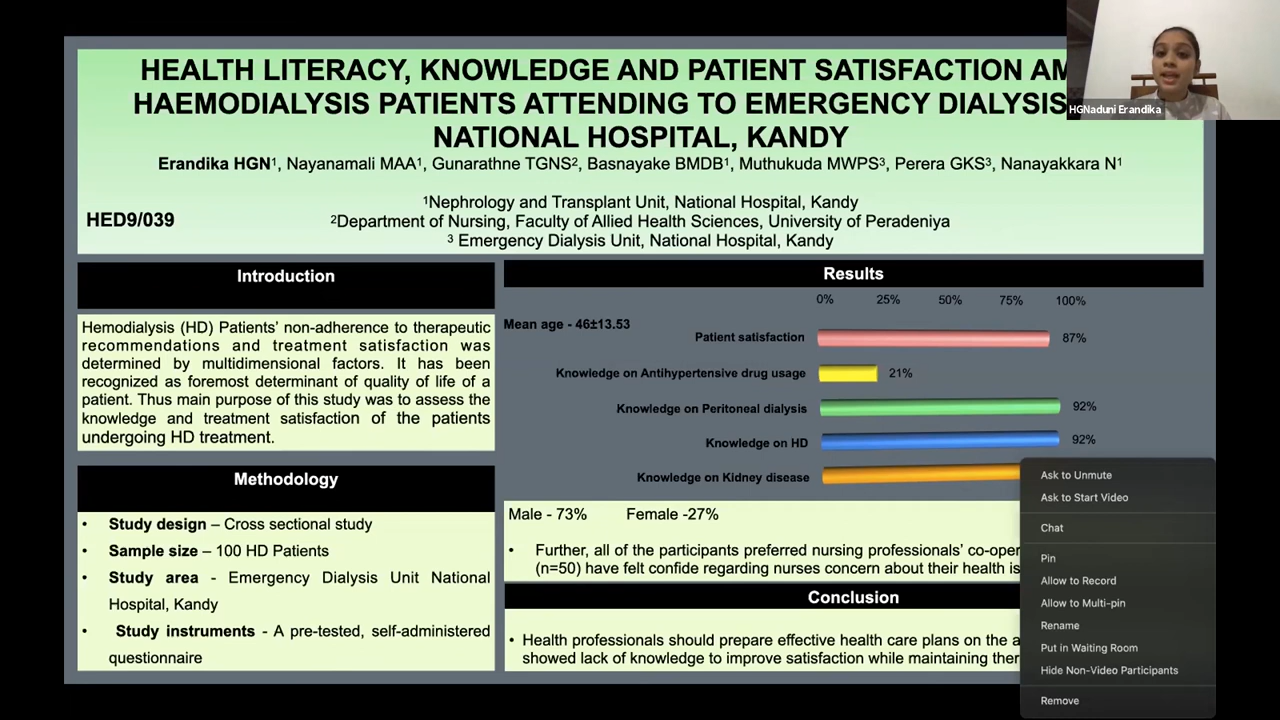 HEALTH LITERACY, KNOWLEDGE AND PATIENT SATISFACTION
HAEMODIALYSIS PATIENTS ATTENDING TO EMERGENCY DIALYSIS
NATIONAL HOSPITAL, KANDY
Erandika HGN¹, Nayanamali MAA¹, Gunarathne TGNS², Basnayake BMDB¹, Muthukuda MWPS³, Perera GKS³, Nanayakkara N¹
¹Nephrology and Transplant Unit, National Hospital, Kandy
²Department of Nursing, Faculty of Allied Health Sciences, University of Peradeniya
³ Emergency Dialysis Unit, National Hospital, Kandy
HED9/039
HGNaduni Erandika
Introduction
Hemodialysis (HD) Patients' non-adherence to therapeutic
recommendations and treatment satisfaction was
determined by multidimensional factors. It has been
recognized as foremost determinant of quality of life of a
patient. Thus main purpose of this study was to assess the
knowledge and treatment satisfaction of the patients
undergoing HD treatment.
Methodology
• Study design – Cross sectional study
• Sample size – 100 HD Patients
• Study area - Emergency Dialysis Unit National
Hospital, Kandy
• Study instruments - A pre-tested, self-administered
questionnaire
Results
0% 25% 50% 75% 100%
Mean age - 46±13.53
Patient satisfaction 87%
Knowledge on Antihypertensive drug usage 21%
Knowledge on Peritoneal dialysis 92%
Knowledge on HD 92%
Knowledge on Kidney disease
Male - 73% Female -27%
• Further, all of the participants preferred nursing professionals'
(n=50) have felt confide regarding nurses concern about their health
Conclusion
• Health professionals should prepare effective health care plans on the
showed lack of knowledge to improve satisfaction while maintaining
Ask to Unmute
Ask to Start Video
Chat
Pin
Allow to Record
Allow to Multi-pin
Rename
Put in Waiting Room
Hide Non-Video Participants
Remove